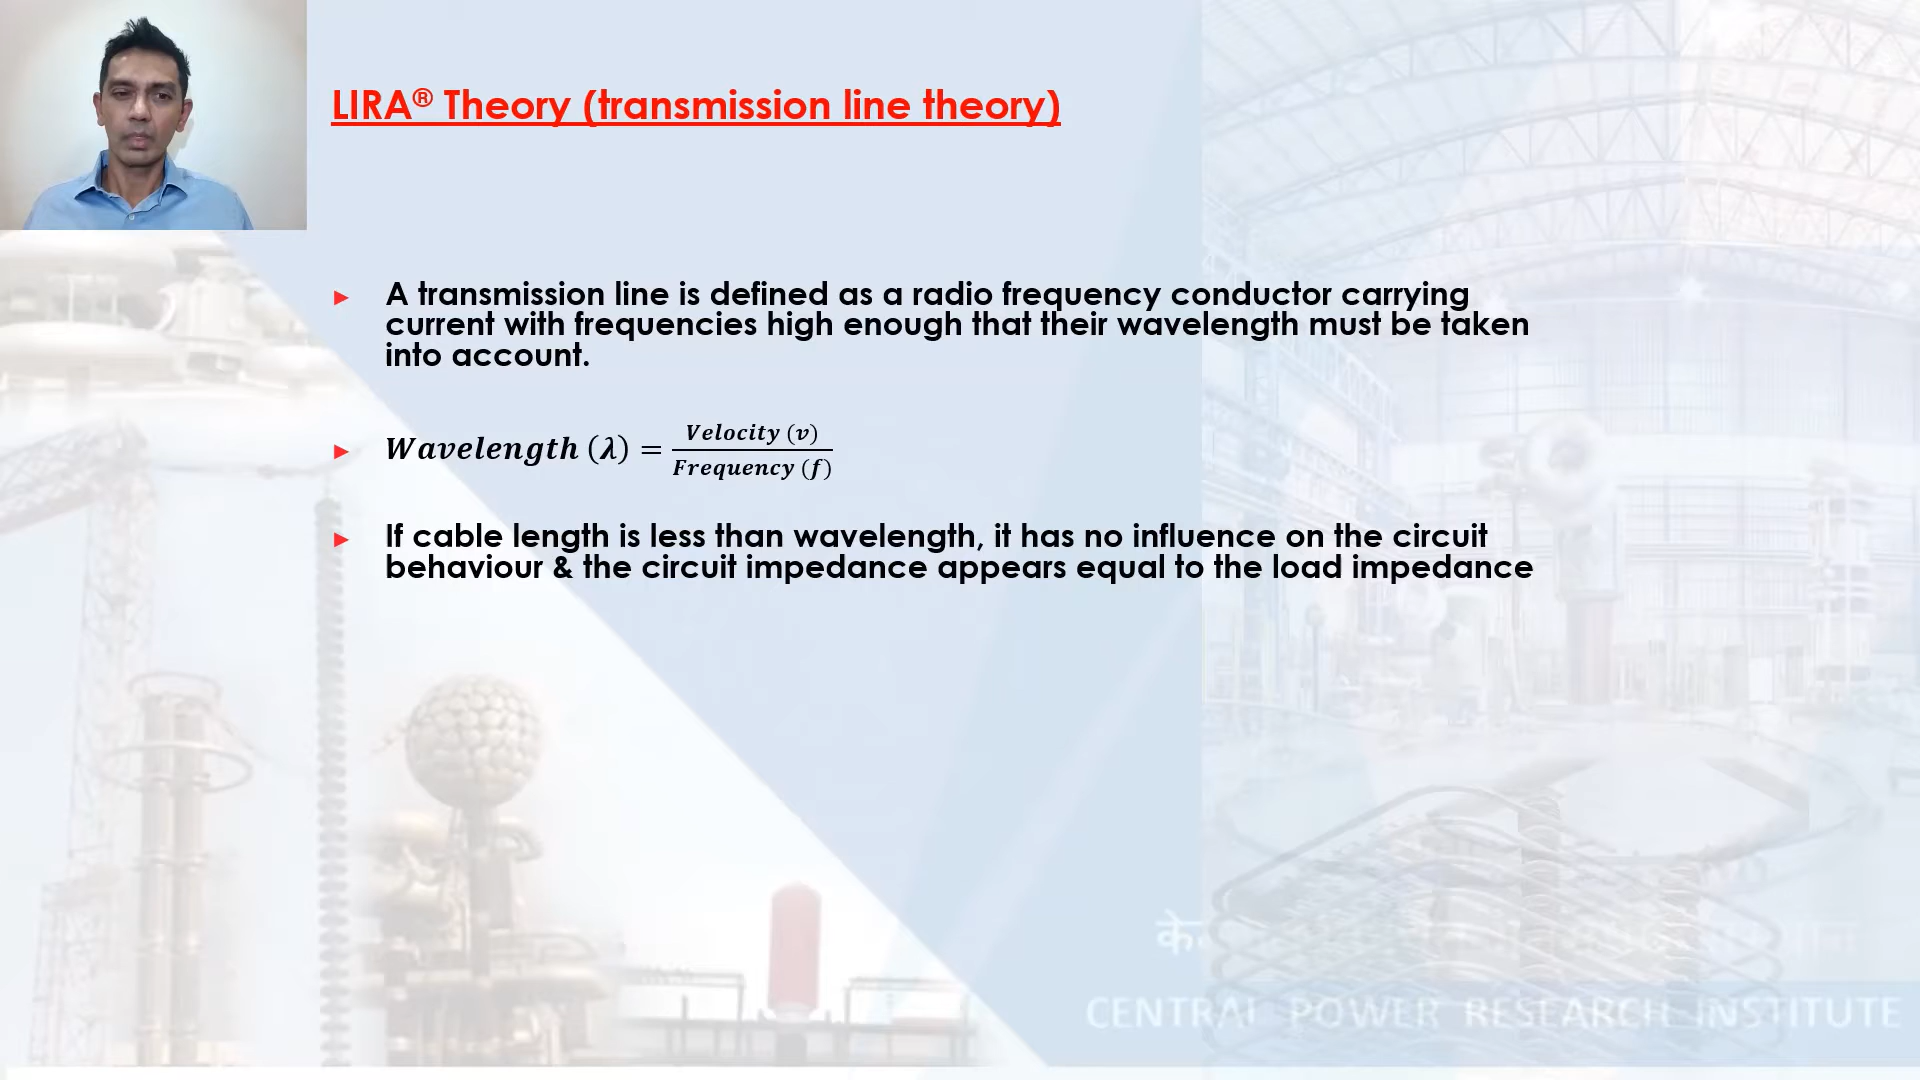 LIRA® Theory (transmission line theory)
► A transmission line is defined as a radio frequency conductor carrying
current with frequencies high enough that their wavelength must be taken
into account.
► Wavelength (λ) = Velocity (v) / Frequency (f)
► If cable length is less than wavelength, it has no influence on the circuit
behaviour & the circuit impedance appears equal to the load impedance
CENTRAL POWER RESEARCH INSTITUTE